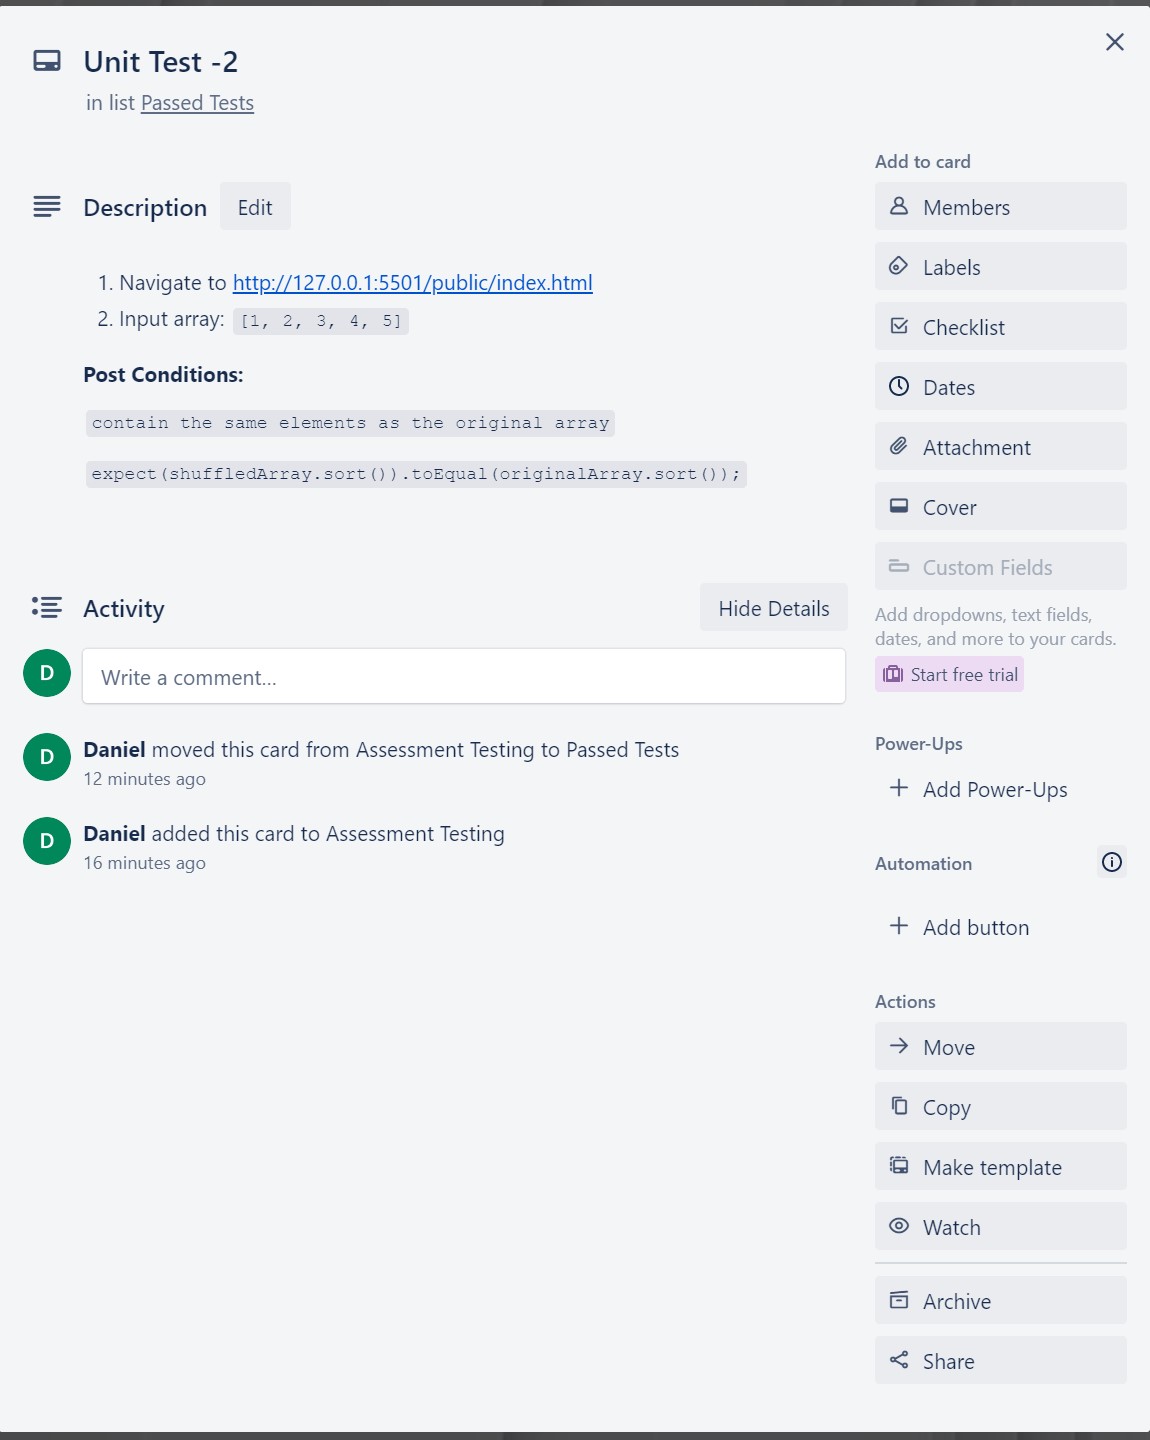 Unit Test -2
in list Passed Tests
Description
Edit
1. Navigate to http://127.0.0.1:5501/public/index.html
2. Input array: [1, 2, 3, 4, 5]
Post Conditions:
contain the same elements as the original array
expect(shuffledArray.sort()).toEqual(originalArray.sort());
Activity
Hide Details
D
Write a comment...
D
Daniel moved this card from Assessment Testing to Passed Tests
12 minutes ago
D
Daniel added this card to Assessment Testing
16 minutes ago
Add to card
Members
Labels
Checklist
Dates
Attachment
Cover
Custom Fields
Add dropdowns, text fields,
dates, and more to your cards.
Start free trial
Power-Ups
Add Power-Ups
Automation
Add button
Actions
Move
Copy
Make template
Watch
Archive
Share